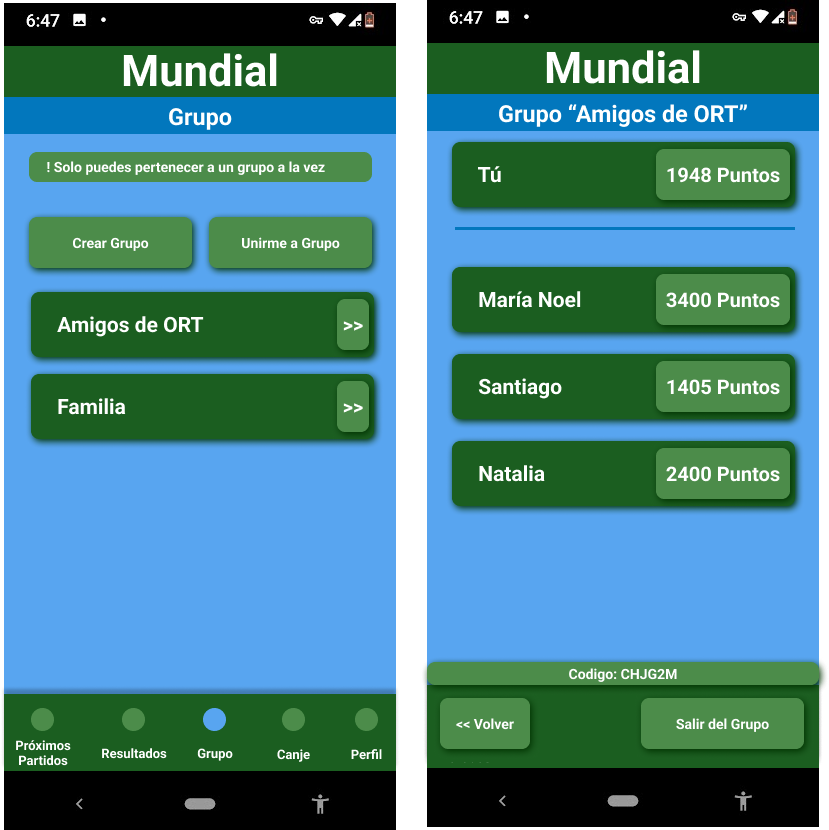 6:47
Mundial
Grupo
! Solo puedes pertenecer a un grupo a la vez
Crear Grupo
Unirme a Grupo
Amigos de ORT
>>
Familia
>>
Próximos
Partidos
Resultados
Grupo
Canje
Perfil
6:47
Mundial
Grupo “Amigos de ORT”
Tú
1948 Puntos
María Noel
3400 Puntos
Santiago
1405 Puntos
Natalia
2400 Puntos
Codigo: CHJG2M
<< Volver
Salir del Grupo